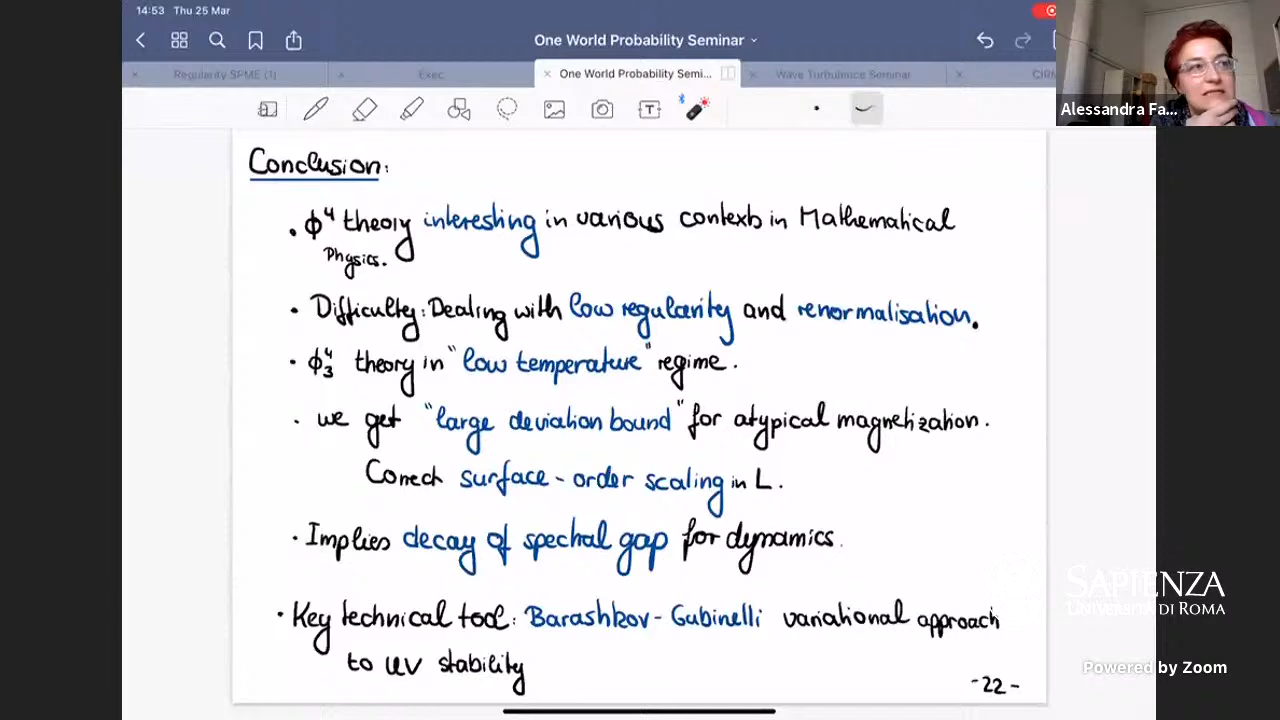 14:53 Thu 25 Mar
One World Probability Seminar
Regularity SPME (1)
Exec
One World Probability Semi...
Wave Turbulence Seminar
CIRM
Alessandra Fa...
Conclusion:
• ϕ⁴ theory interesting in various contexts in Mathematical
Physics.
• Difficulty: Dealing with low regularity and renormalisation.
• ϕ⁴₃ theory in "low temperature" regime.
• we get "large deviation bound" for atypical magnetization.
Correct surface-order scaling in L.
• Implies decay of spectral gap for dynamics.
• Key technical tool: Barashkov-Gubinelli variational approach
to UV stability
-22-
SAPIENZA
UNIVERSITÀ DI ROMA
Powered by Zoom